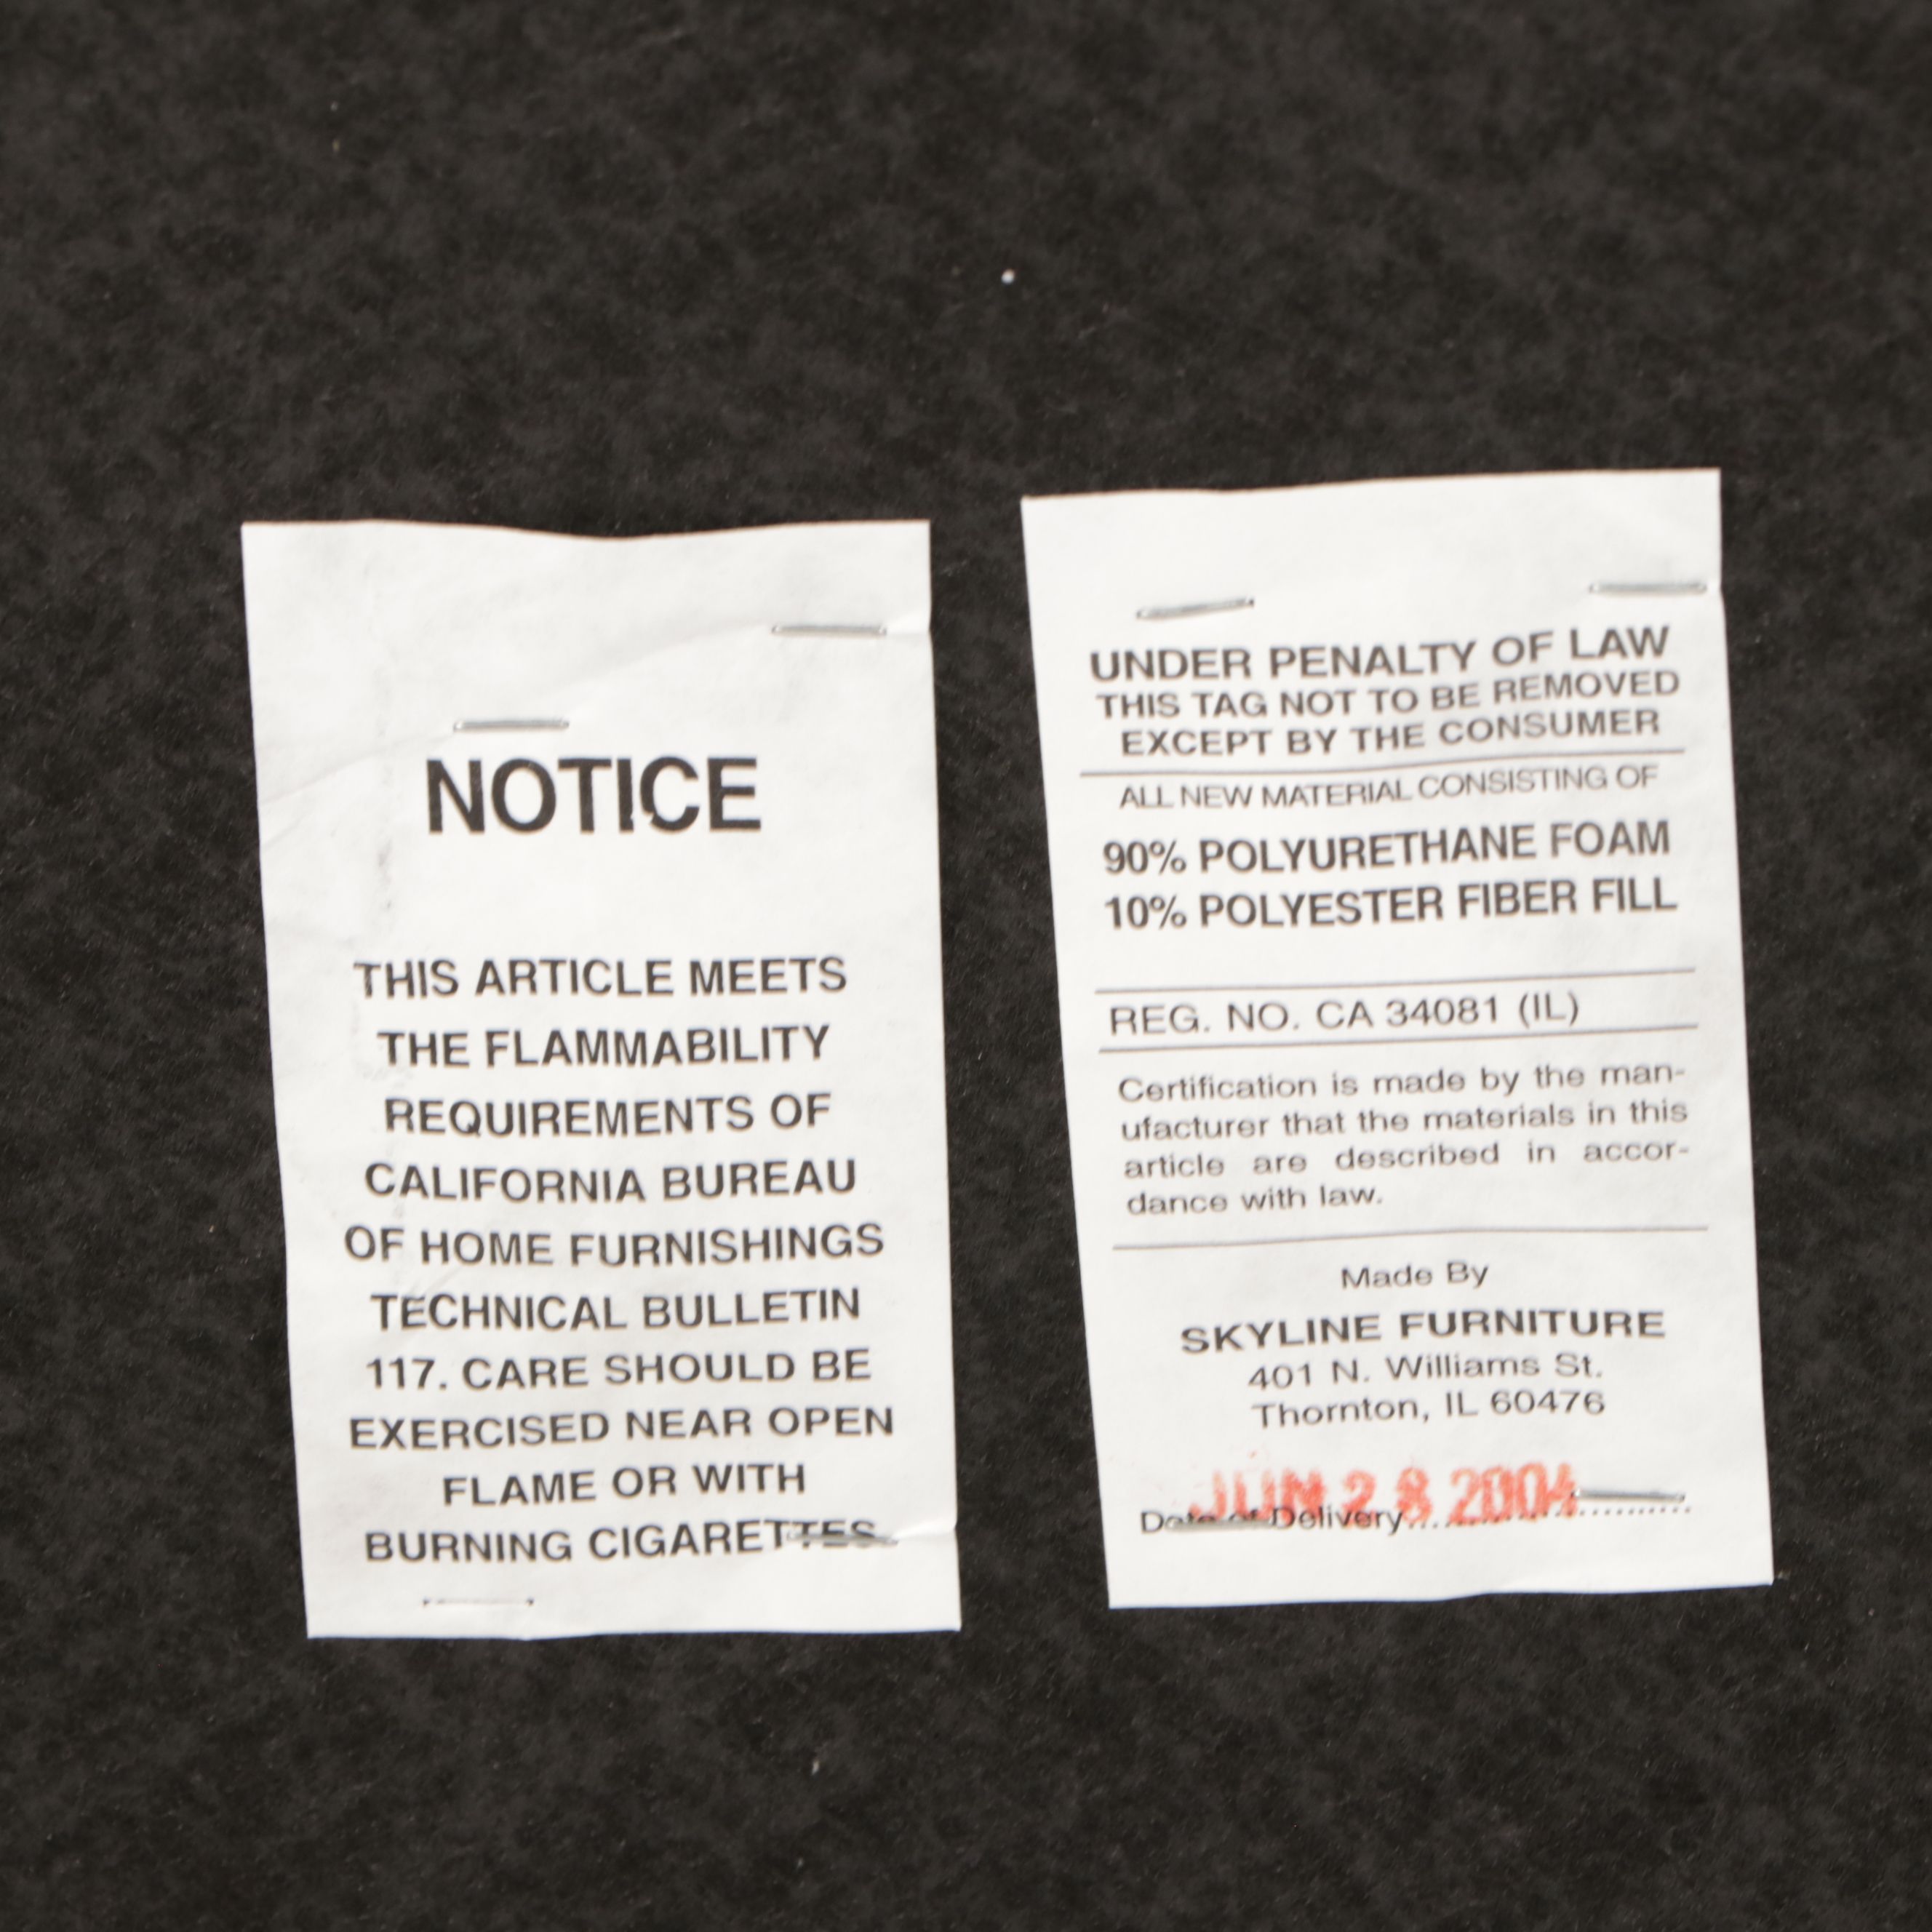 NOTICE
THIS ARTICLE MEETS
THE FLAMMABILITY
REQUIREMENTS OF
CALIFORNIA BUREAU
OF HOME FURNISHINGS
TECHNICAL BULLETIN
117. CARE SHOULD BE
EXERCISED NEAR OPEN
FLAME OR WITH
BURNING CIGARETTES.
UNDER PENALTY OF LAW
THIS TAG NOT TO BE REMOVED
EXCEPT BY THE CONSUMER
ALL NEW MATERIAL CONSISTING OF
90% POLYURETHANE FOAM
10% POLYESTER FIBER FILL
REG. NO. CA 34081 (IL)
Certification is made by the man-
ufacturer that the materials in this
article are described in accor-
dance with law.
Made By
SKYLINE FURNITURE
401 N. Williams St.
Thornton, IL 60476
JUN 28 2004
Date of Delivery........................